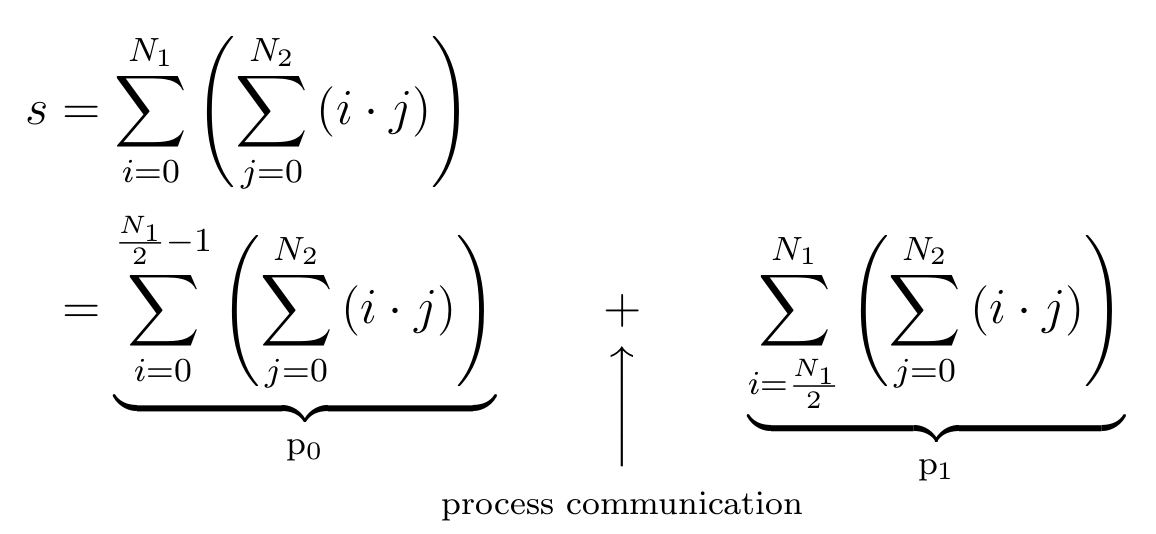 s = \sum_{i=0}^{N_1} \left( \sum_{j=0}^{N_2} (i \cdot j) \right)
= \underbrace{\sum_{i=0}^{\frac{N_1}{2}-1} \left( \sum_{j=0}^{N_2} (i \cdot j) \right)}_{p_0} + \underbrace{\sum_{i=\frac{N_1}{2}}^{N_1} \left( \sum_{j=0}^{N_2} (i \cdot j) \right)}_{p_1}
process communication